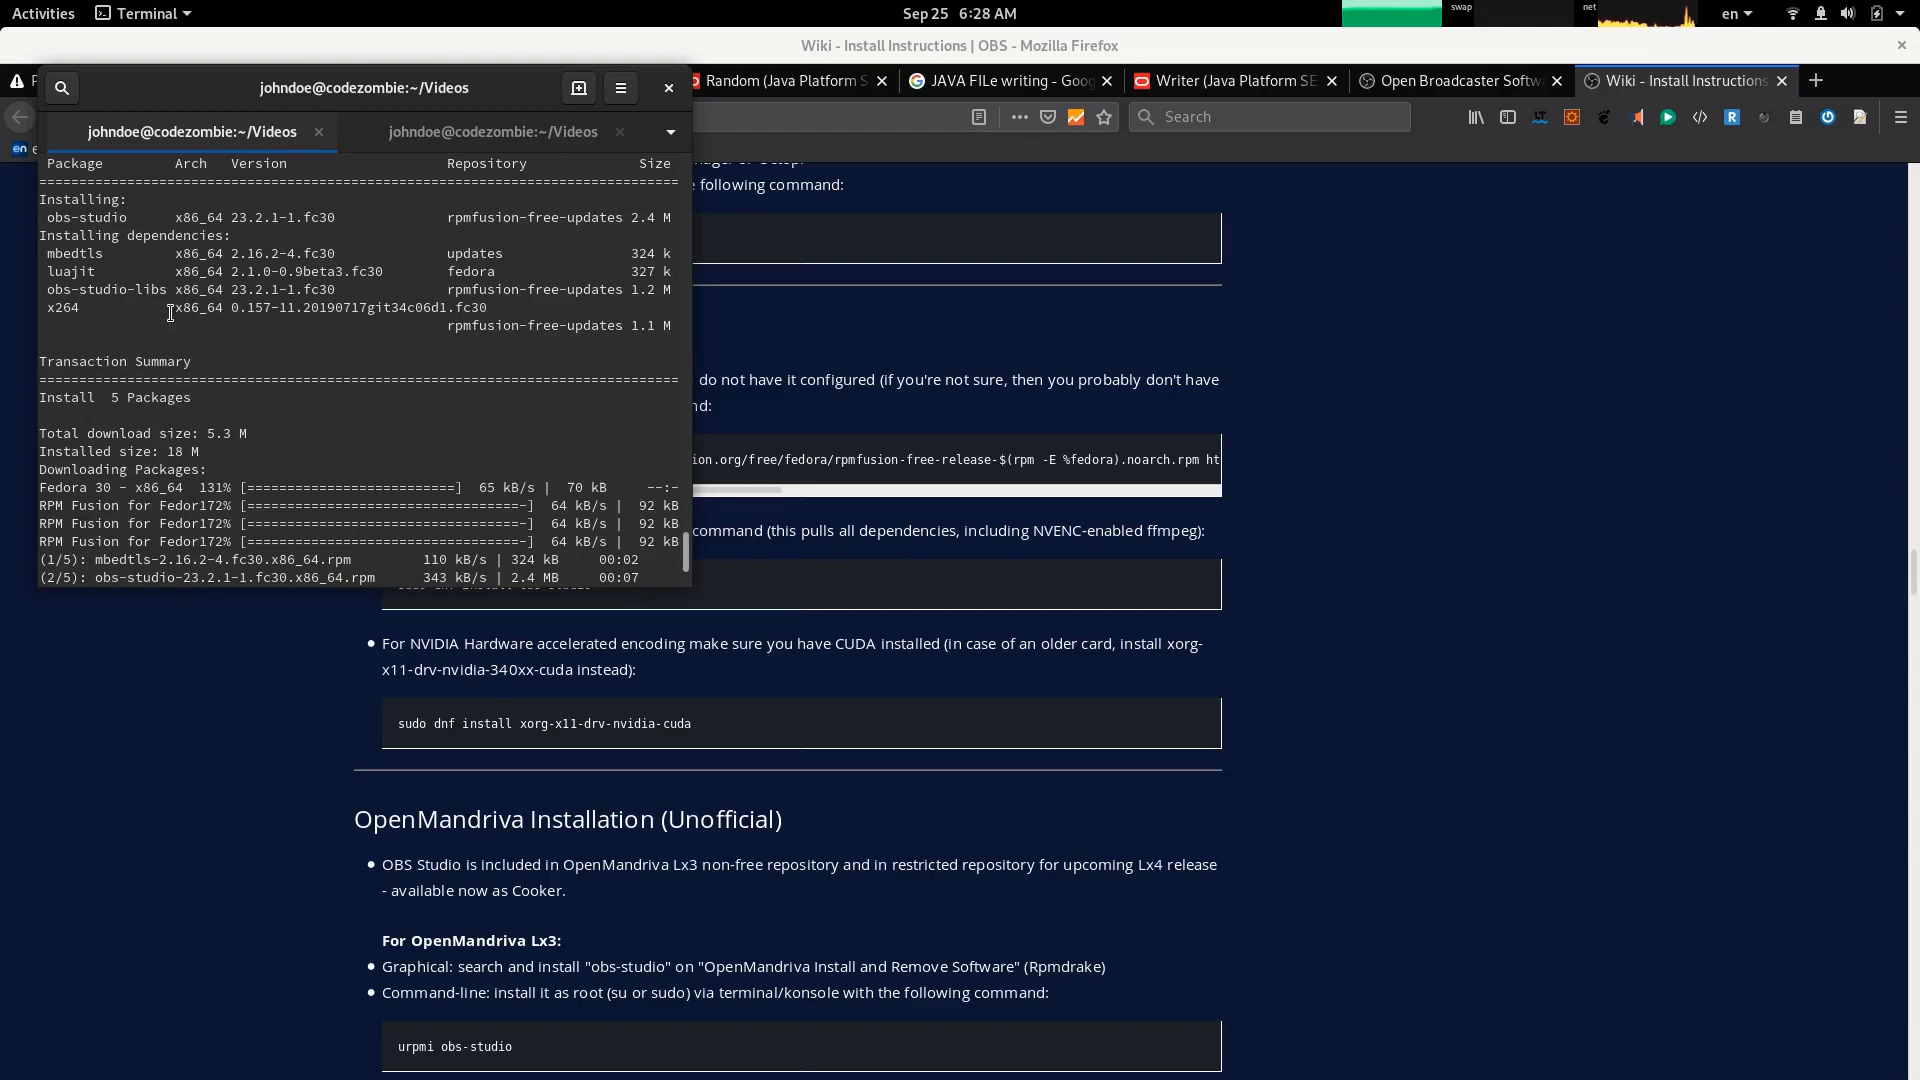 Activities
Terminal
Sep 25 6:28 AM
swap
net
en
Wiki - Install Instructions | OBS - Mozilla Firefox
Random (Java Platform S
JAVA FILe writing - Goog
Writer (Java Platform SE
Open Broadcaster Softw
Wiki - Install Instructions
johndoe@codezombie:~/Videos
Search
johndoe@codezombie:~/Videos
johndoe@codezombie:~/Videos
en
Package Arch Version Repository Size
================================================================================
Installing:
obs-studio x86_64 23.2.1-1.fc30 rpmfusion-free-updates 2.4 M
Installing dependencies:
mbedtls x86_64 2.16.2-4.fc30 updates 324 k
luajit x86_64 2.1.0-0.9beta3.fc30 fedora 327 k
obs-studio-libs x86_64 23.2.1-1.fc30 rpmfusion-free-updates 1.2 M
x264 x86_64 0.157-11.20190717git34c06d1.fc30
rpmfusion-free-updates 1.1 M
Transaction Summary
================================================================================
Install 5 Packages
Total download size: 5.3 M
Installed size: 18 M
Downloading Packages:
Fedora 30 - x86_64 131% [==========================] 65 kB/s | 70 kB --:-
RPM Fusion for Fedor172% [==================================-] 64 kB/s | 92 kB
RPM Fusion for Fedor172% [==================================-] 64 kB/s | 92 kB
RPM Fusion for Fedor172% [==================================-] 64 kB/s | 92 kB
(1/5): mbedtls-2.16.2-4.fc30.x86_64.rpm 110 kB/s | 324 kB 00:02
(2/5): obs-studio-23.2.1-1.fc30.x86_64.rpm 343 kB/s | 2.4 MB 00:07
following command:
do not have it configured (if you're not sure, then you probably don't have
nd:
ion.org/free/fedora/rpmfusion-free-release-$(rpm -E %fedora).noarch.rpm ht
command (this pulls all dependencies, including NVENC-enabled ffmpeg):
For NVIDIA Hardware accelerated encoding make sure you have CUDA installed (in case of an older card, install xorg-
x11-drv-nvidia-340xx-cuda instead):
sudo dnf install xorg-x11-drv-nvidia-cuda
OpenMandriva Installation (Unofficial)
OBS Studio is included in OpenMandriva Lx3 non-free repository and in restricted repository for upcoming Lx4 release
- available now as Cooker.
For OpenMandriva Lx3:
Graphical: search and install "obs-studio" on "OpenMandriva Install and Remove Software" (Rpmdrake)
Command-line: install it as root (su or sudo) via terminal/konsole with the following command:
urpmi obs-studio